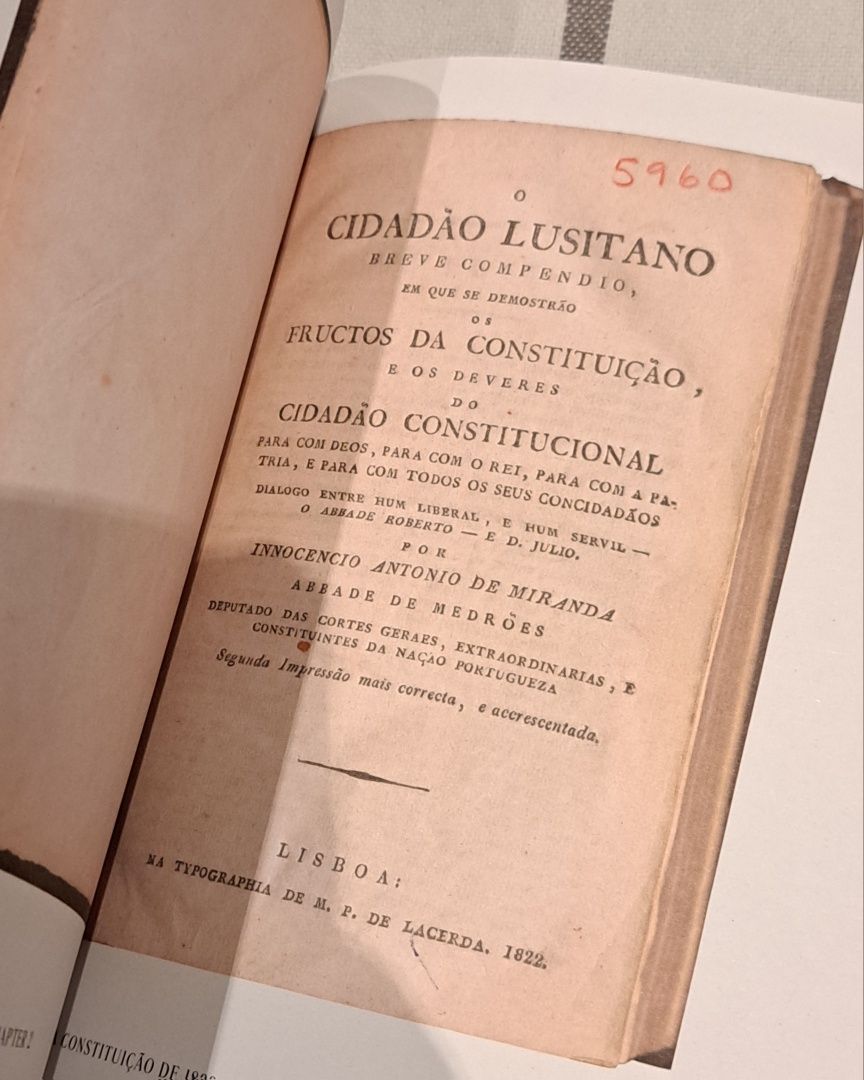 5960
O
CIDADÃO LUSITANO
BREVE COMPENDIO,
EM QUE SE DEMOSTRÃO
OS
FRUCTOS DA CONSTITUIÇÃO,
E OS DEVERES
DO
CIDADÃO CONSTITUCIONAL
PARA COM DEOS, PARA COM O REI, PARA COM A PA-
TRIA, E PARA COM TODOS OS SEUS CONCIDADÃOS
DIALOGO ENTRE HUM LIBERAL, E HUM SERVIL —
O ABBADE ROBERTO — E D. JULIO.
POR
INNOCENCIO ANTONIO DE MIRANDA
ABBADE DE MEDRÕES
DEPUTADO DAS CORTES GERAES, EXTRAORDINARIAS, E
CONSTITUINTES DA NAÇÃO PORTUGUEZA
Segunda Impressão mais correcta, e accrescentada.
LISBOA:
NA TYPOGRAPHIA DE M. P. DE LACERDA. 1822.
CONSTITUIÇÃO DE